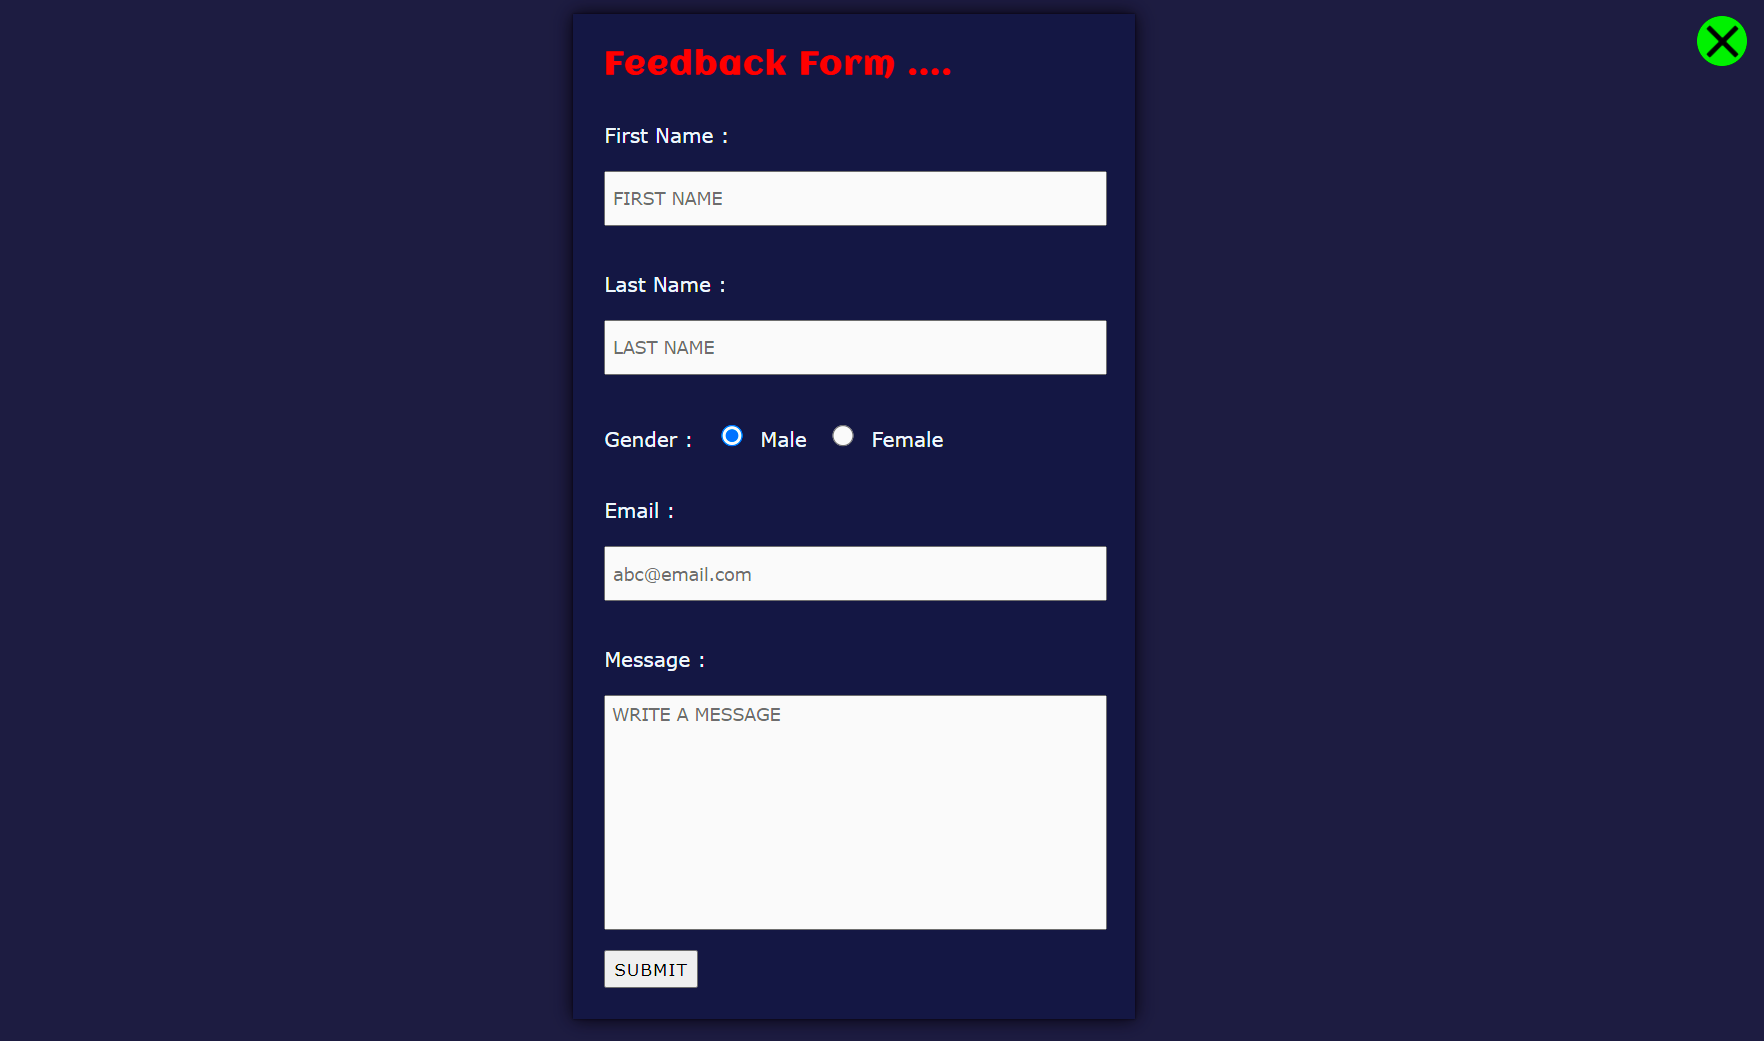 Feedback Form ....
First Name :
FIRST NAME
Last Name :
LAST NAME
Gender : Male Female
Email :
abc@email.com
Message :
WRITE A MESSAGE
SUBMIT